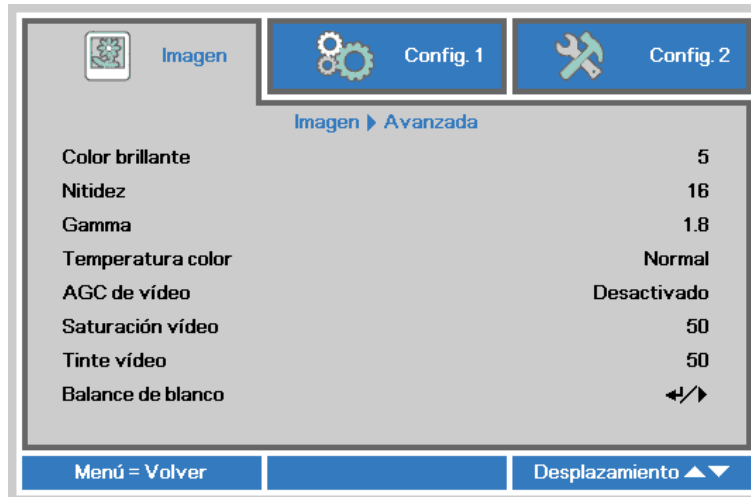 Imagen Config. 1 Config. 2
Imagen ▶ Avanzada
Color brillante 5
Nitidez 16
Gamma 1.8
Temperatura color Normal
AGC de vídeo Desactivado
Saturación vídeo 50
Tinte vídeo 50
Balance de blanco ↵/▶
Menú = Volver Desplazamiento ▲▼